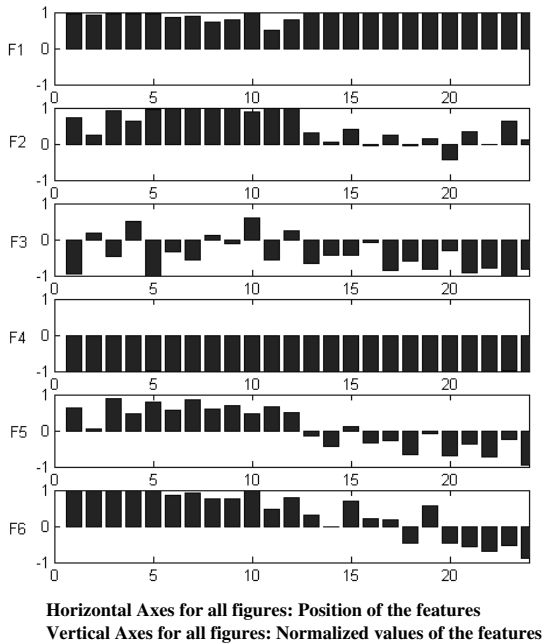 1
F1 0
-1
0 5 10 15 20
1
F2 0
-1
0 5 10 15 20
1
F3 0
-1
0 5 10 15 20
1
F4 0
-1
0 5 10 15 20
1
F5 0
-1
0 5 10 15 20
1
F6 0
-1
0 5 10 15 20
Horizontal Axes for all figures: Position of the features
Vertical Axes for all figures: Normalized values of the features